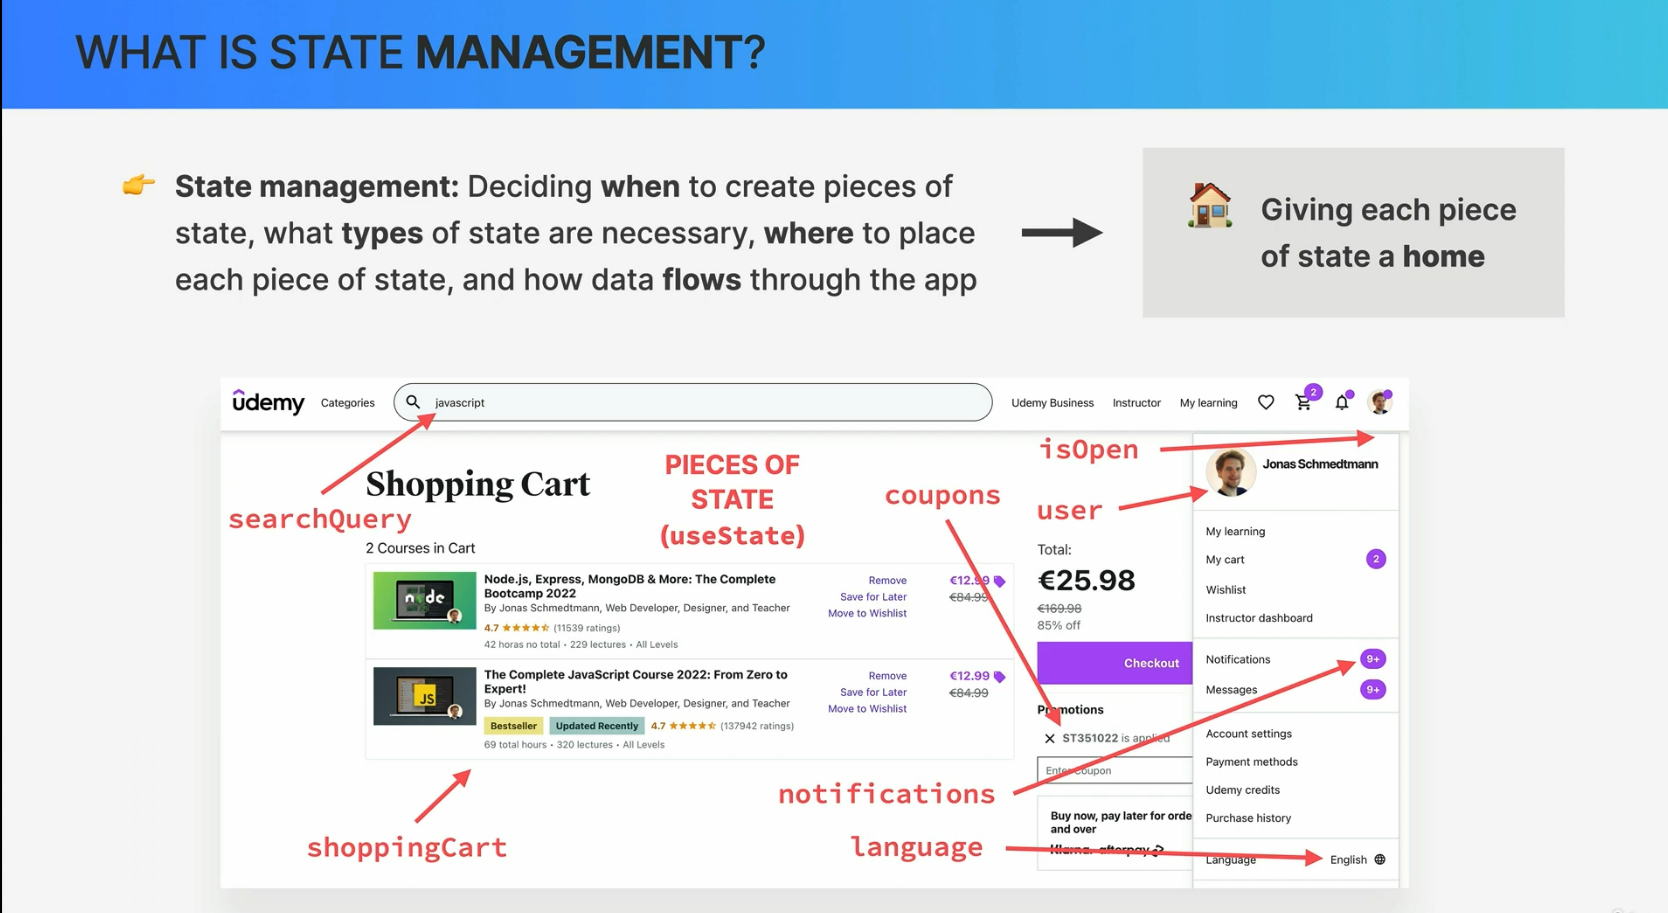 WHAT IS STATE MANAGEMENT?
State management: Deciding when to create pieces of
state, what types of state are necessary, where to place
each piece of state, and how data flows through the app
Giving each piece
of state a home
ûdemy
Categories
javascript
Udemy Business
Instructor
My learning
2
isOpen
Jonas Schmedtmann
Shopping Cart
PIECES OF
STATE
(useState)
coupons
user
searchQuery
2 Courses in Cart
My learning
Total:
My cart
2
€25.98
Wishlist
€169.98
85% off
Instructor dashboard
node
Node.js, Express, MongoDB & More: The Complete
Bootcamp 2022
By Jonas Schmedtmann, Web Developer, Designer, and Teacher
4.7
(11539 ratings)
42 horas no total • 229 lectures • All Levels
Remove
Save for Later
Move to Wishlist
€12.99
€84.99
Checkout
Notifications
9+
Messages
9+
JS
The Complete JavaScript Course 2022: From Zero to
Expert!
By Jonas Schmedtmann, Web Developer, Designer, and Teacher
Bestseller
Updated Recently
4.7
(137942 ratings)
69 total hours • 320 lectures • All Levels
Remove
Save for Later
Move to Wishlist
€12.99
€84.99
Promotions
ST351022 is applied
Enter Coupon
Account settings
Payment methods
Udemy credits
Purchase history
notifications
Buy now, pay later for orde
and over
Klarna. afterpay
shoppingCart
language
Language
English